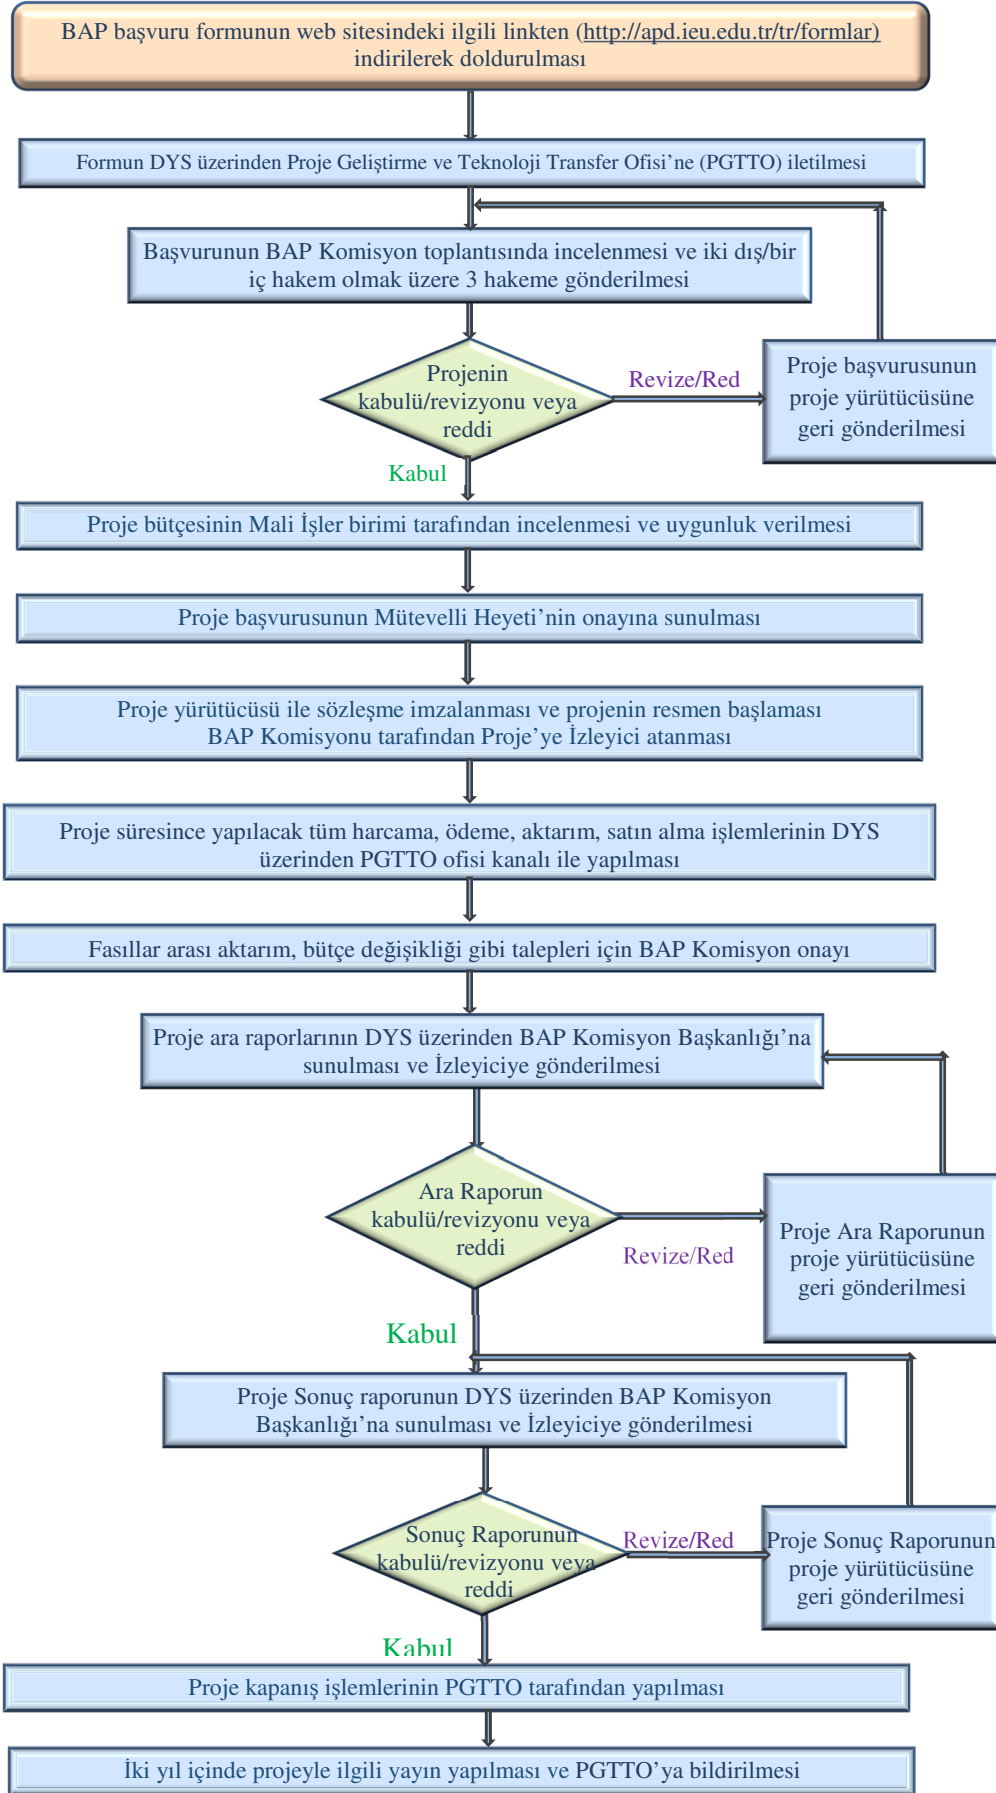 BAP başvuru formunun web sitesindeki ilgili linkten (http://apd.ieu.edu.tr/tr/formlar)
indirilerek doldurulması
Formun DYS üzerinden Proje Geliştirme ve Teknoloji Transfer Ofisi’ne (PGTTO) iletilmesi
Başvurunun BAP Komisyon toplantısında incelenmesi ve iki dış/bir
iç hakem olmak üzere 3 hakeme gönderilmesi
Projenin
kabulü/revizyonu veya
reddi
Revize/Red
Proje başvurusunun
proje yürütücüsüne
geri gönderilmesi
Kabul
Proje bütçesinin Mali İşler birimi tarafından incelenmesi ve uygunluk verilmesi
Proje başvurusunun Mütevelli Heyeti’nin onayına sunulması
Proje yürütücüsü ile sözleşme imzalanması ve projenin resmen başlaması
BAP Komisyonu tarafından Proje’ye İzleyici atanması
Proje süresince yapılacak tüm harcama, ödeme, aktarım, satın alma işlemlerinin DYS
üzerinden PGTTO ofisi kanalı ile yapılması
Fasıllar arası aktarım, bütçe değişikliği gibi talepleri için BAP Komisyon onayı
Proje ara raporlarının DYS üzerinden BAP Komisyon Başkanlığı’na
sunulması ve İzleyiciye gönderilmesi
Ara Raporun
kabulü/revizyonu veya
reddi
Revize/Red
Proje Ara Raporunun
proje yürütücüsüne
geri gönderilmesi
Kabul
Proje Sonuç raporunun DYS üzerinden BAP Komisyon
Başkanlığı’na sunulması ve İzleyiciye gönderilmesi
Sonuç Raporunun
kabulü/revizyonu veya
reddi
Revize/Red
Proje Sonuç Raporunun
proje yürütücüsüne
geri gönderilmesi
Kabul
Proje kapanış işlemlerinin PGTTO tarafından yapılması
İki yıl içinde projeyle ilgili yayın yapılması ve PGTTO’ya bildirilmesi